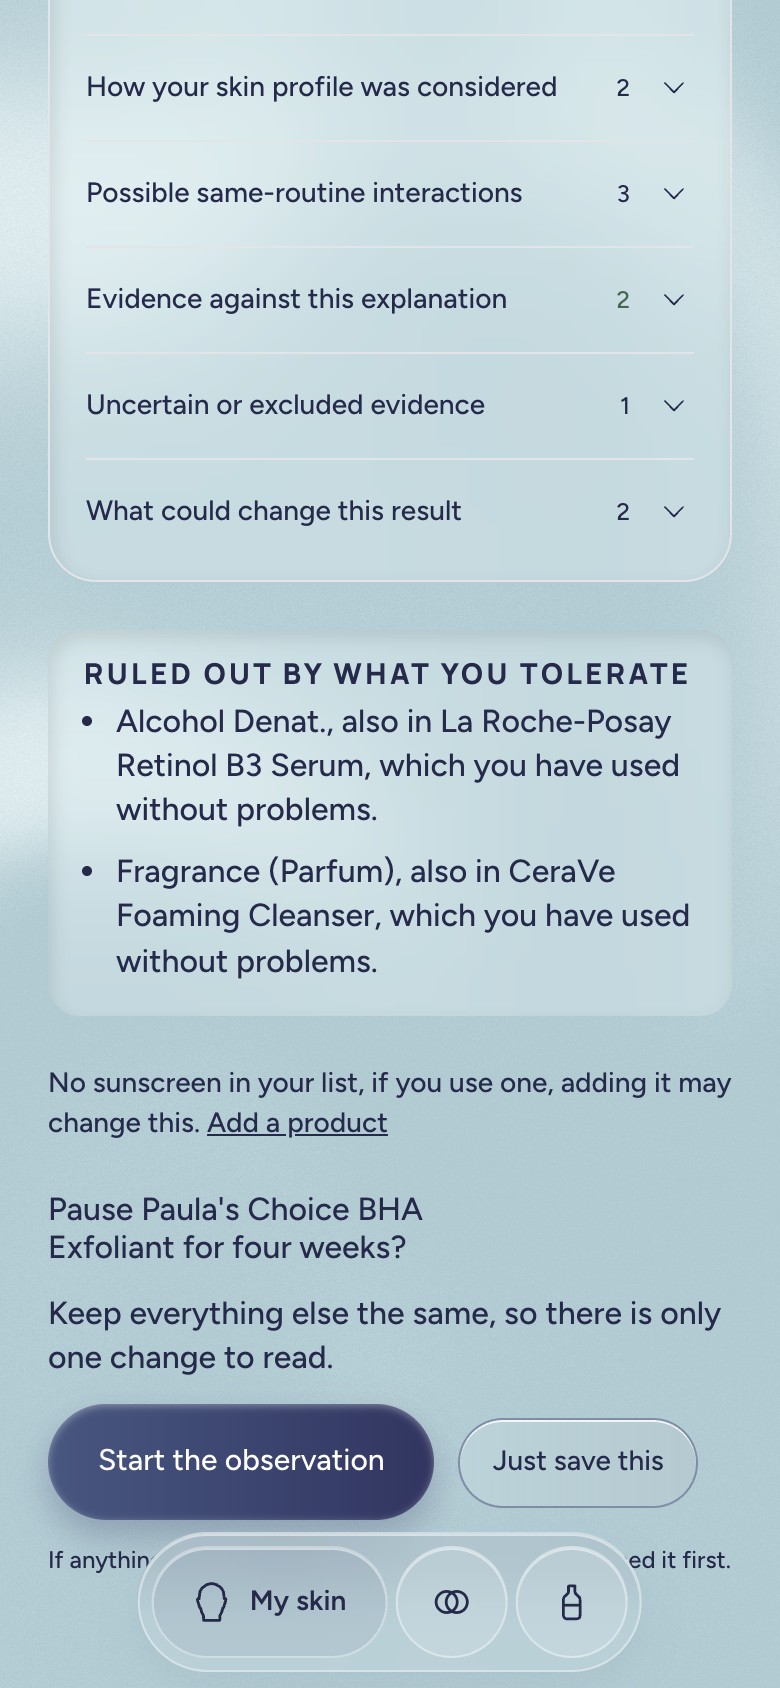 How your skin profile was considered 2
Possible same-routine interactions 3
Evidence against this explanation 2
Uncertain or excluded evidence 1
What could change this result 2
RULED OUT BY WHAT YOU TOLERATE
• Alcohol Denat., also in La Roche-Posay
Retinol B3 Serum, which you have used
without problems.
• Fragrance (Parfum), also in CeraVe
Foaming Cleanser, which you have used
without problems.
No sunscreen in your list, if you use one, adding it may
change this. Add a product
Pause Paula's Choice BHA
Exfoliant for four weeks?
Keep everything else the same, so there is only
one change to read.
Start the observation
Just save this
If it first.
My skin